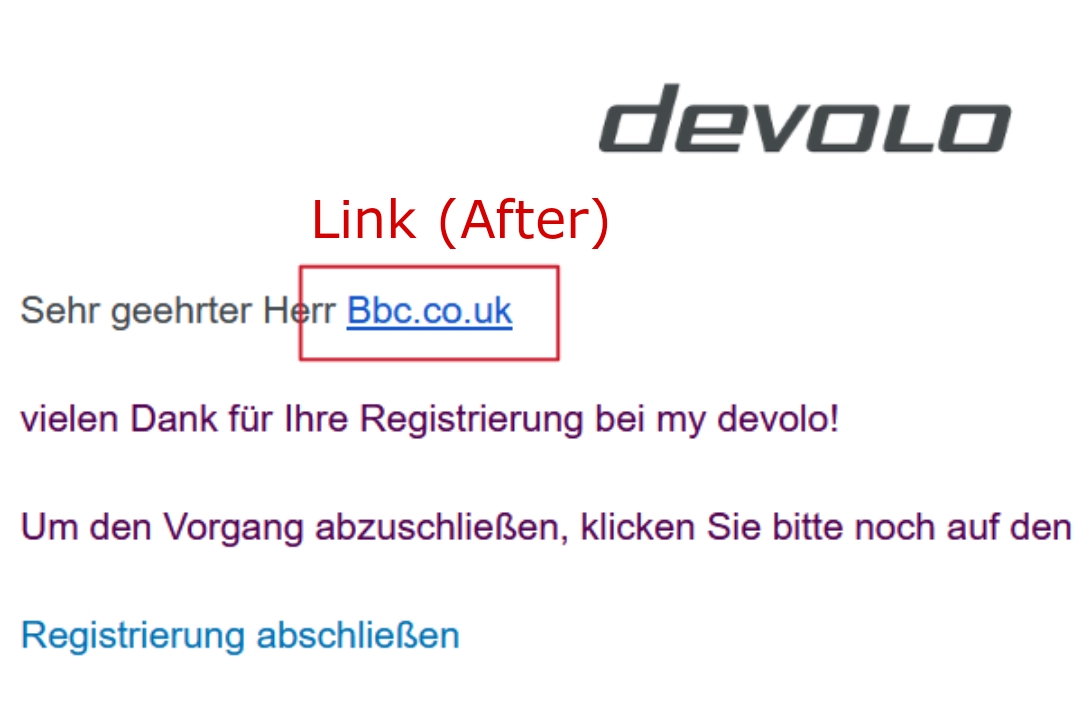 devolo
Link (After)
Sehr geehrter Herr Bbc.co.uk
vielen Dank für Ihre Registrierung bei my devolo!
Um den Vorgang abzuschließen, klicken Sie bitte noch auf den
Registrierung abschließen